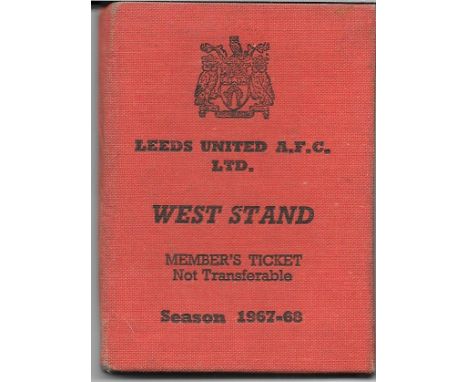 LEEDS UNITED A.F.C.
LTD.
WEST STAND
MEMBER'S TICKET
Not Transferable
Season 1967-68